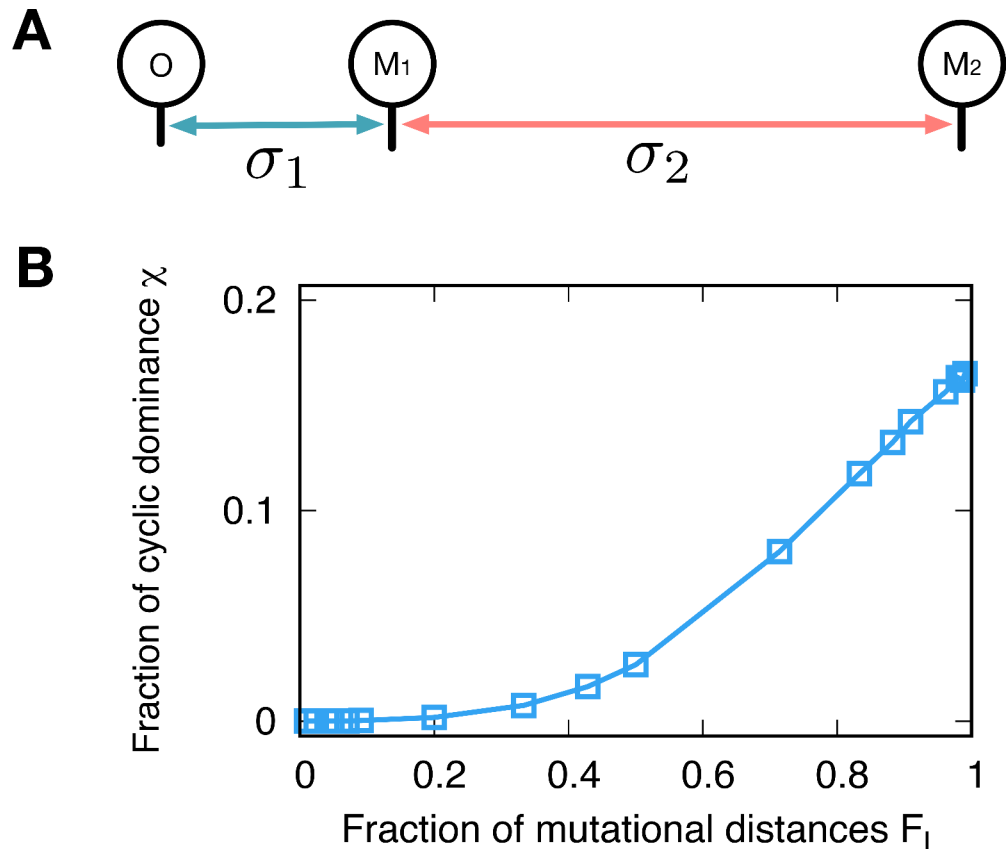 A
O M₁ M₂
σ₁ σ₂
B
Fraction of cyclic dominance χ
0.2
0.1
0
0 0.2 0.4 0.6 0.8 1
Fraction of mutational distances F_I